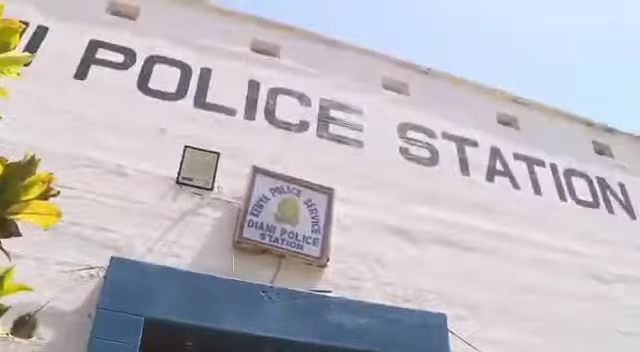 I POLICE STATION
KENYA POLICE SERVICE
DIANI POLICE
STATION